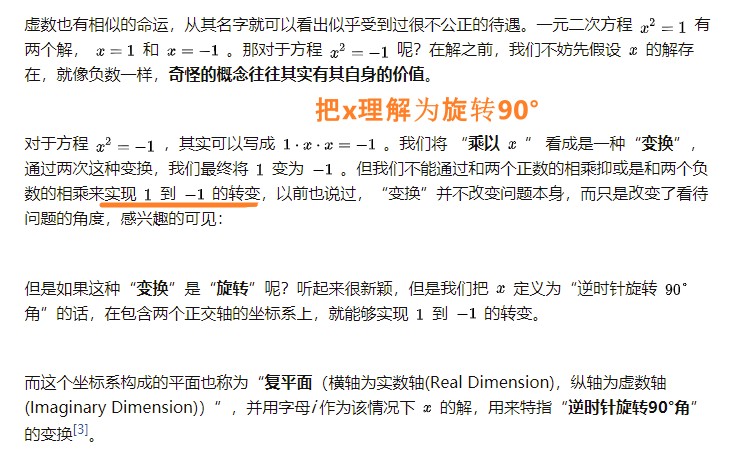 虚数也有相似的命运，从其名字就可以看出似乎受到过很不公正的待遇。一元二次方程 x² = 1 有
两个解， x = 1 和 x = −1 。那对于方程 x² = −1 呢？在解之前，我们不妨先假设 x 的解存
在，就像负数一样，奇怪的概念往往其实有其自身的价值。
把x理解为旋转90°
对于方程 x² = −1 ，其实可以写成 1 · x · x = −1 。我们将 “乘以 x ” 看成是一种“变换”，
通过两次这种变换，我们最终将 1 变为 −1 。但我们不能通过和两个正数的相乘抑或是和两个负
数的相乘来实现 1 到 −1 的转变，以前也说过，“变换”并不改变问题本身，而只是改变了看待
问题的角度，感兴趣的可见：
但是如果这种“变换”是“旋转”呢？听起来很新颖，但是我们把 x 定义为“逆时针旋转 90°
角”的话，在包含两个正交轴的坐标系上，就能够实现 1 到 −1 的转变。
而这个坐标系构成的平面也称为“复平面（横轴为实数轴(Real Dimension)，纵轴为虚数轴
(Imaginary Dimension)）”，并用字母i作为该情况下 x 的解，用来特指“逆时针旋转90°角”
的变换[3]。